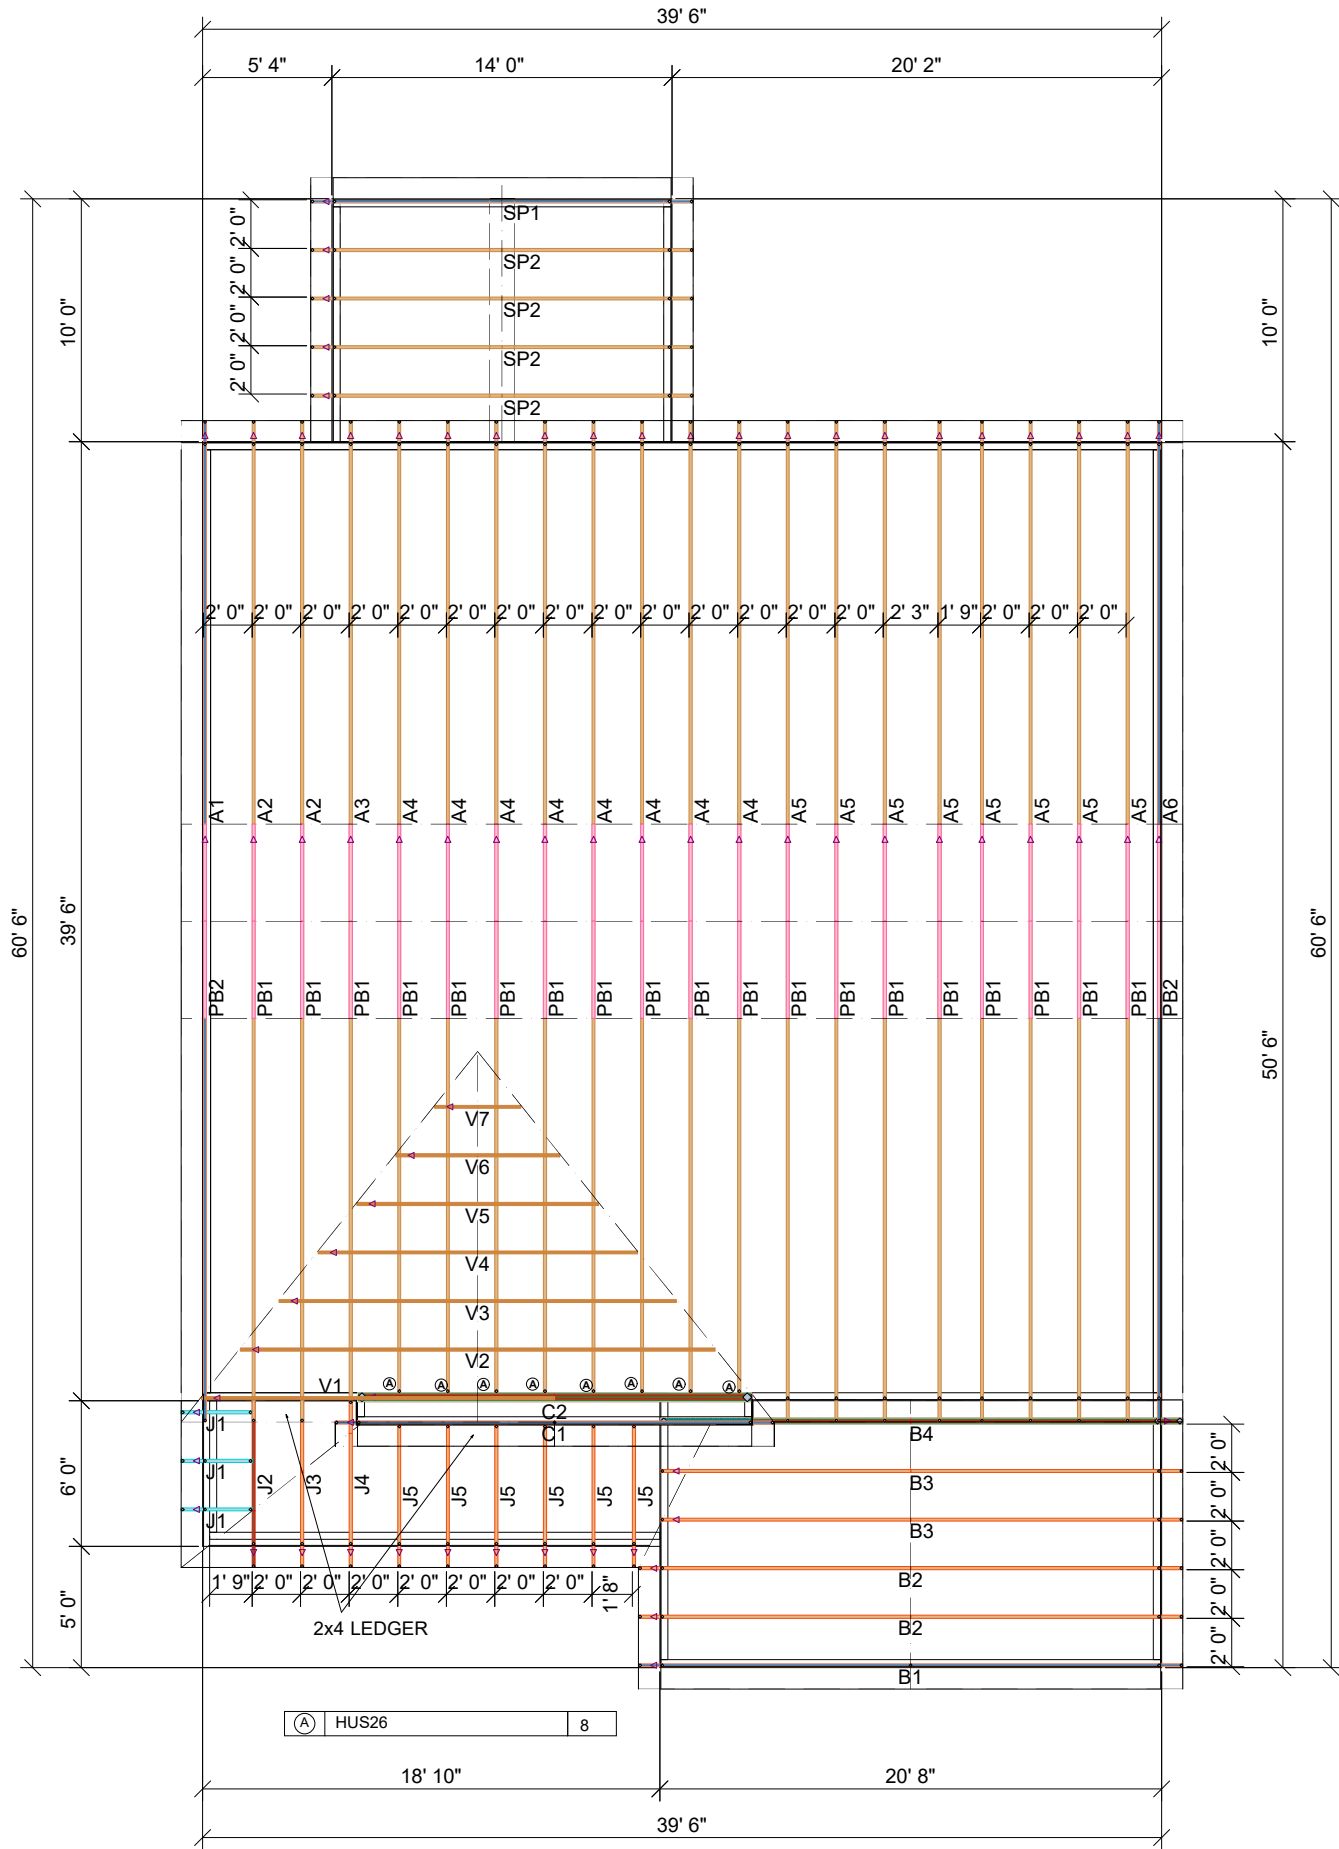 39' 6"
5' 4" 14' 0" 20' 2"
SP1
2' 0"
SP2
2' 0"
SP2
2' 0"
SP2
2' 0"
SP2
10' 0" 10' 0"
2' 0" 2' 0" 2' 0" 2' 0" 2' 0" 2' 0" 2' 0" 2' 0" 2' 0" 2' 0" 2' 0" 2' 0" 2' 0" 2' 0" 2' 3" 1' 9" 2' 0" 2' 0" 2' 0"
A1 A2 A2 A3 A4 A4 A4 A4 A4 A4 A4 A4 A5 A5 A5 A5 A5 A5 A5 A5 A6
60' 6" 39' 6" 60' 6"
PB2 PB1 PB1 PB1 PB1 PB1 PB1 PB1 PB1 PB1 PB1 PB1 PB1 PB1 PB1 PB1 PB1 PB1 PB1 PB1 PB2
50' 6"
V7
V6
V5
V4
V3
V2
V1 A A A A A A A A
C2
C1
B4
J1
J1
J1
J2 J3 J4 J5 J5 J5 J5 J5 J5
B3
B3
B2
B2
B1
2' 0"
2' 0"
2' 0"
2' 0"
2' 0"
6' 0"
5' 0"
1' 9" 2' 0" 2' 0" 2' 0" 2' 0" 2' 0" 2' 0" 2' 0" 1' 8"
2x4 LEDGER
A HUS26 8
18' 10" 20' 8"
39' 6"